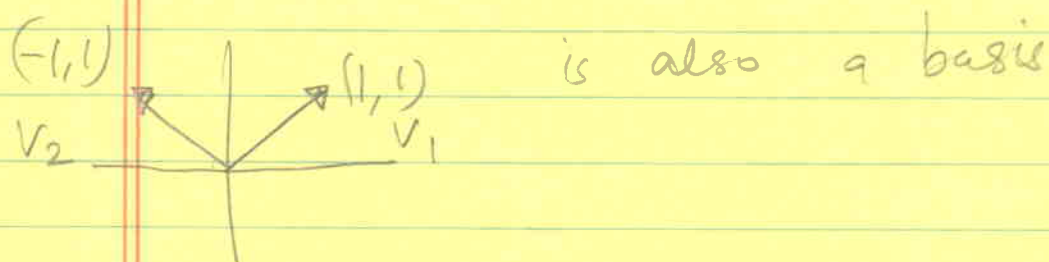 (-1,1) (1,1) is also a basis
V2 V1